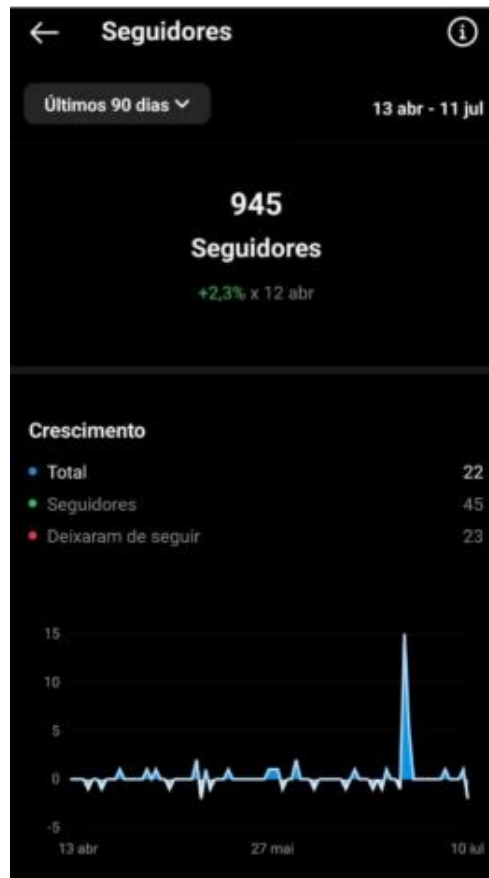 Seguidores
Últimos 90 dias
13 abr - 11 jul
945
Seguidores
+2,3% x 12 abr
Crescimento
Total 22
Seguidores 45
Deixaram de seguir 23
15
10
5
0
-5
13 abr 27 mai 10 jul